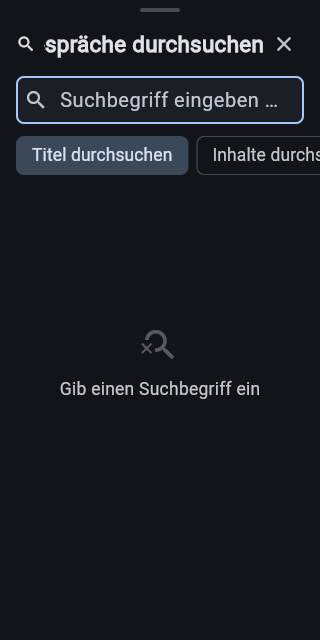 spräche durchsuchen
Suchbegriff eingeben ...
Titel durchsuchen
Inhalte durchs
Gib einen Suchbegriff ein